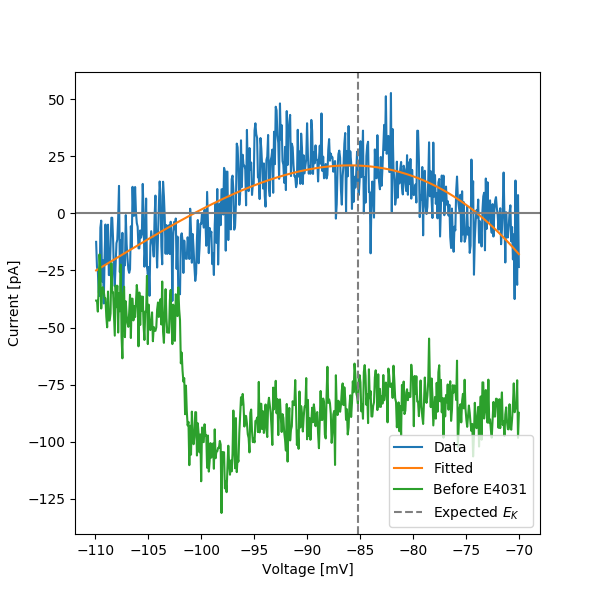 50
25
0
−25
−50
−75
−100
−125
Current [pA]
−110 −105 −100 −95 −90 −85 −80 −75 −70
Voltage [mV]
Data
Fitted
Before E4031
Expected E_K